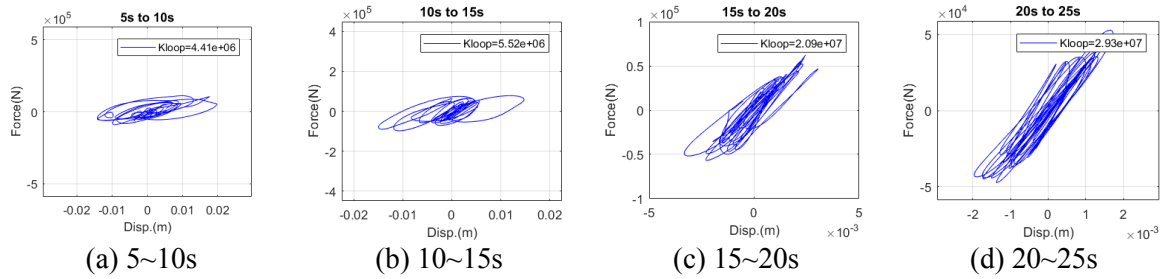 5s to 10s
×10^5
Kloop=4.41e+06
5
0
-5
Force(N)
-0.02 -0.01 0 0.01 0.02
Disp.(m)
(a) 5~10s
10s to 15s
×10^5
Kloop=5.52e+06
4
2
0
-2
-4
Force(N)
-0.02 -0.01 0 0.01 0.02
Disp.(m)
(b) 10~15s
15s to 20s
×10^5
Kloop=2.09e+07
1
0.5
0
-0.5
-1
Force(N)
-5 0 5
Disp.(m) ×10^-3
(c) 15~20s
20s to 25s
×10^4
Kloop=2.93e+07
5
0
-5
Force(N)
-2 -1 0 1 2
Disp.(m) ×10^-3
(d) 20~25s